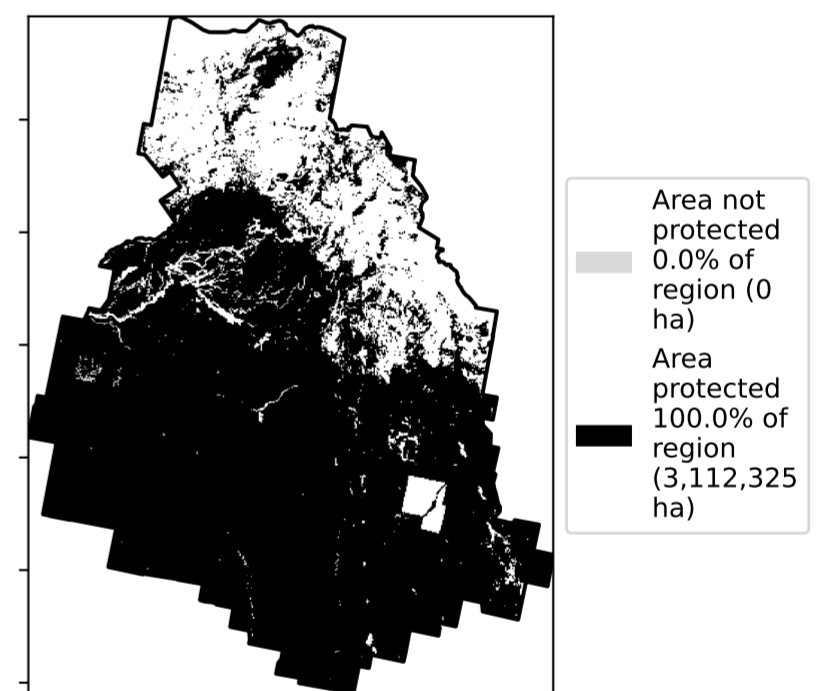 Area not
protected
0.0% of
region (0
ha)
Area
protected
100.0% of
region
(3,112,325
ha)